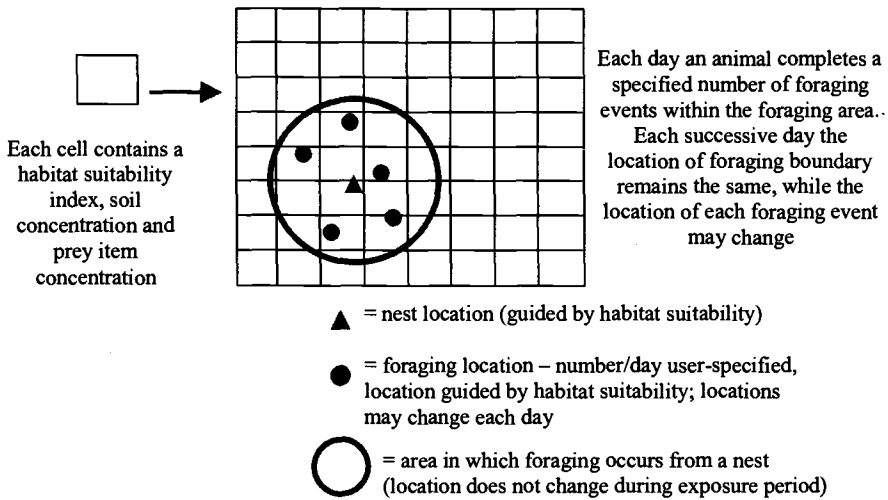 Each cell contains a
habitat suitability
index, soil
concentration and
prey item
concentration
Each day an animal completes a
specified number of foraging
events within the foraging area..
Each successive day the
location of foraging boundary
remains the same, while the
location of each foraging event
may change
= nest location (guided by habitat suitability)
= foraging location – number/day user-specified,
location guided by habitat suitability; locations
may change each day
= area in which foraging occurs from a nest
(location does not change during exposure period)